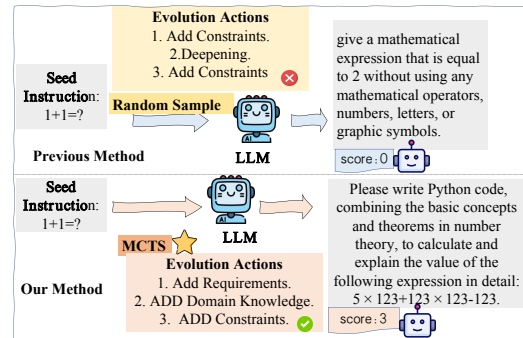 Evolution Actions
1. Add Constraints.
2.Deepening.
3. Add Constraints
Seed
Instruction:
1+1=?
Random Sample
AI
LLM
Previous Method
give a mathematical
expression that is equal
to 2 without using any
mathematical operators,
numbers, letters, or
graphic symbols.
score:0
Seed
Instruction:
1+1=?
AI
LLM
MCTS
Evolution Actions
1. Add Requirements.
2. ADD Domain Knowledge.
3. ADD Constraints.
Our Method
Please write Python code,
combining the basic concepts
and theorems in number
theory, to calculate and
explain the value of the
following expression in detail:
5 × 123+123 × 123-123.
score:3